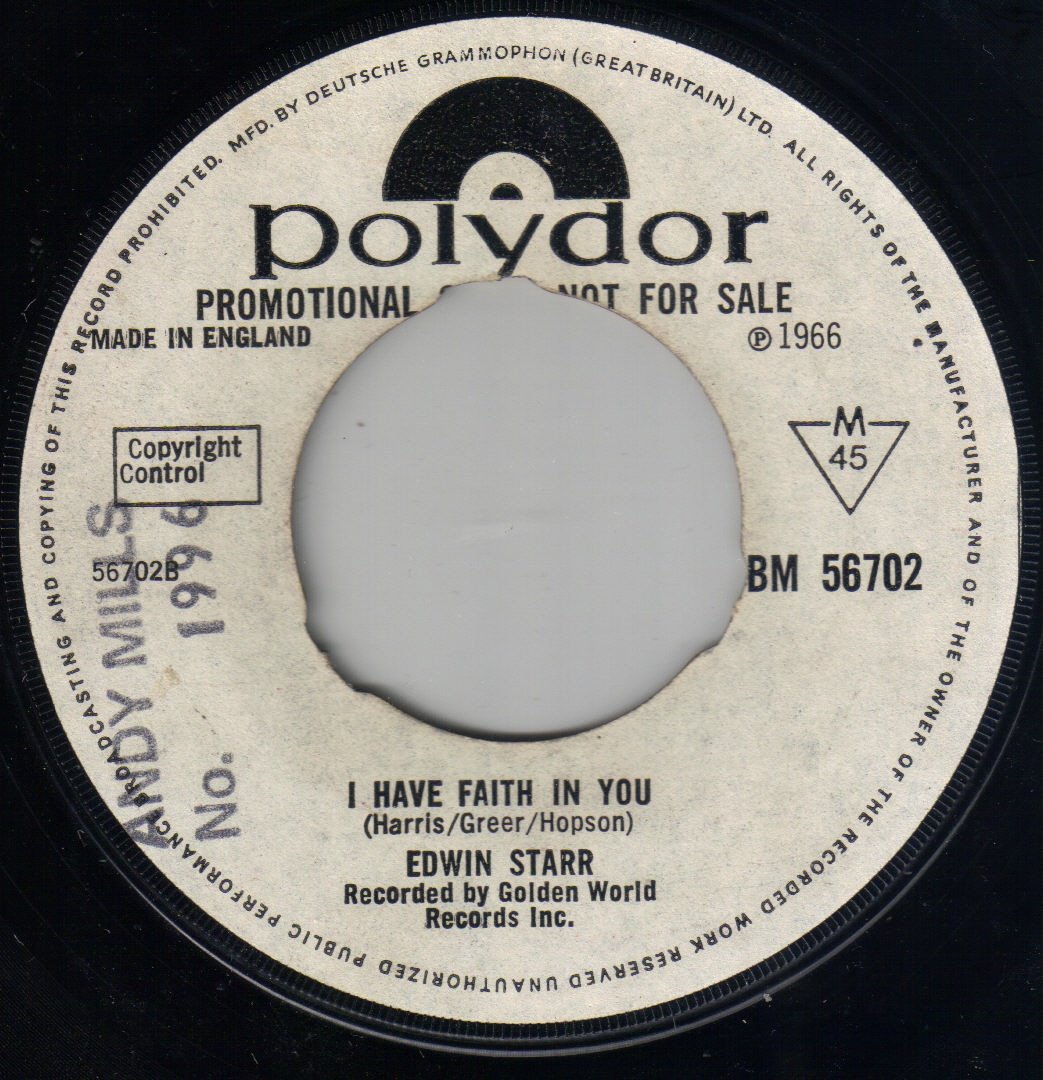 MFD. BY DEUTSCHE GRAMMOPHON (GREAT BRITAIN) LTD. ALL RIGHTS OF THE MANUFACTURER AND OF THE OWNER OF THE RECORDED WORK RESERVED UNAUTHORIZED PUBLIC PERFORMANCE BROADCASTING AND COPYING OF THIS RECORD PROHIBITED.
polydor
PROMOTIONAL NOT FOR SALE
MADE IN ENGLAND
℗ 1966
Copyright
Control
M
45
56702B
BM 56702
ANDY MILLS
No. 1996
I HAVE FAITH IN YOU
(Harris/Greer/Hopson)
EDWIN STARR
Recorded by Golden World
Records Inc.